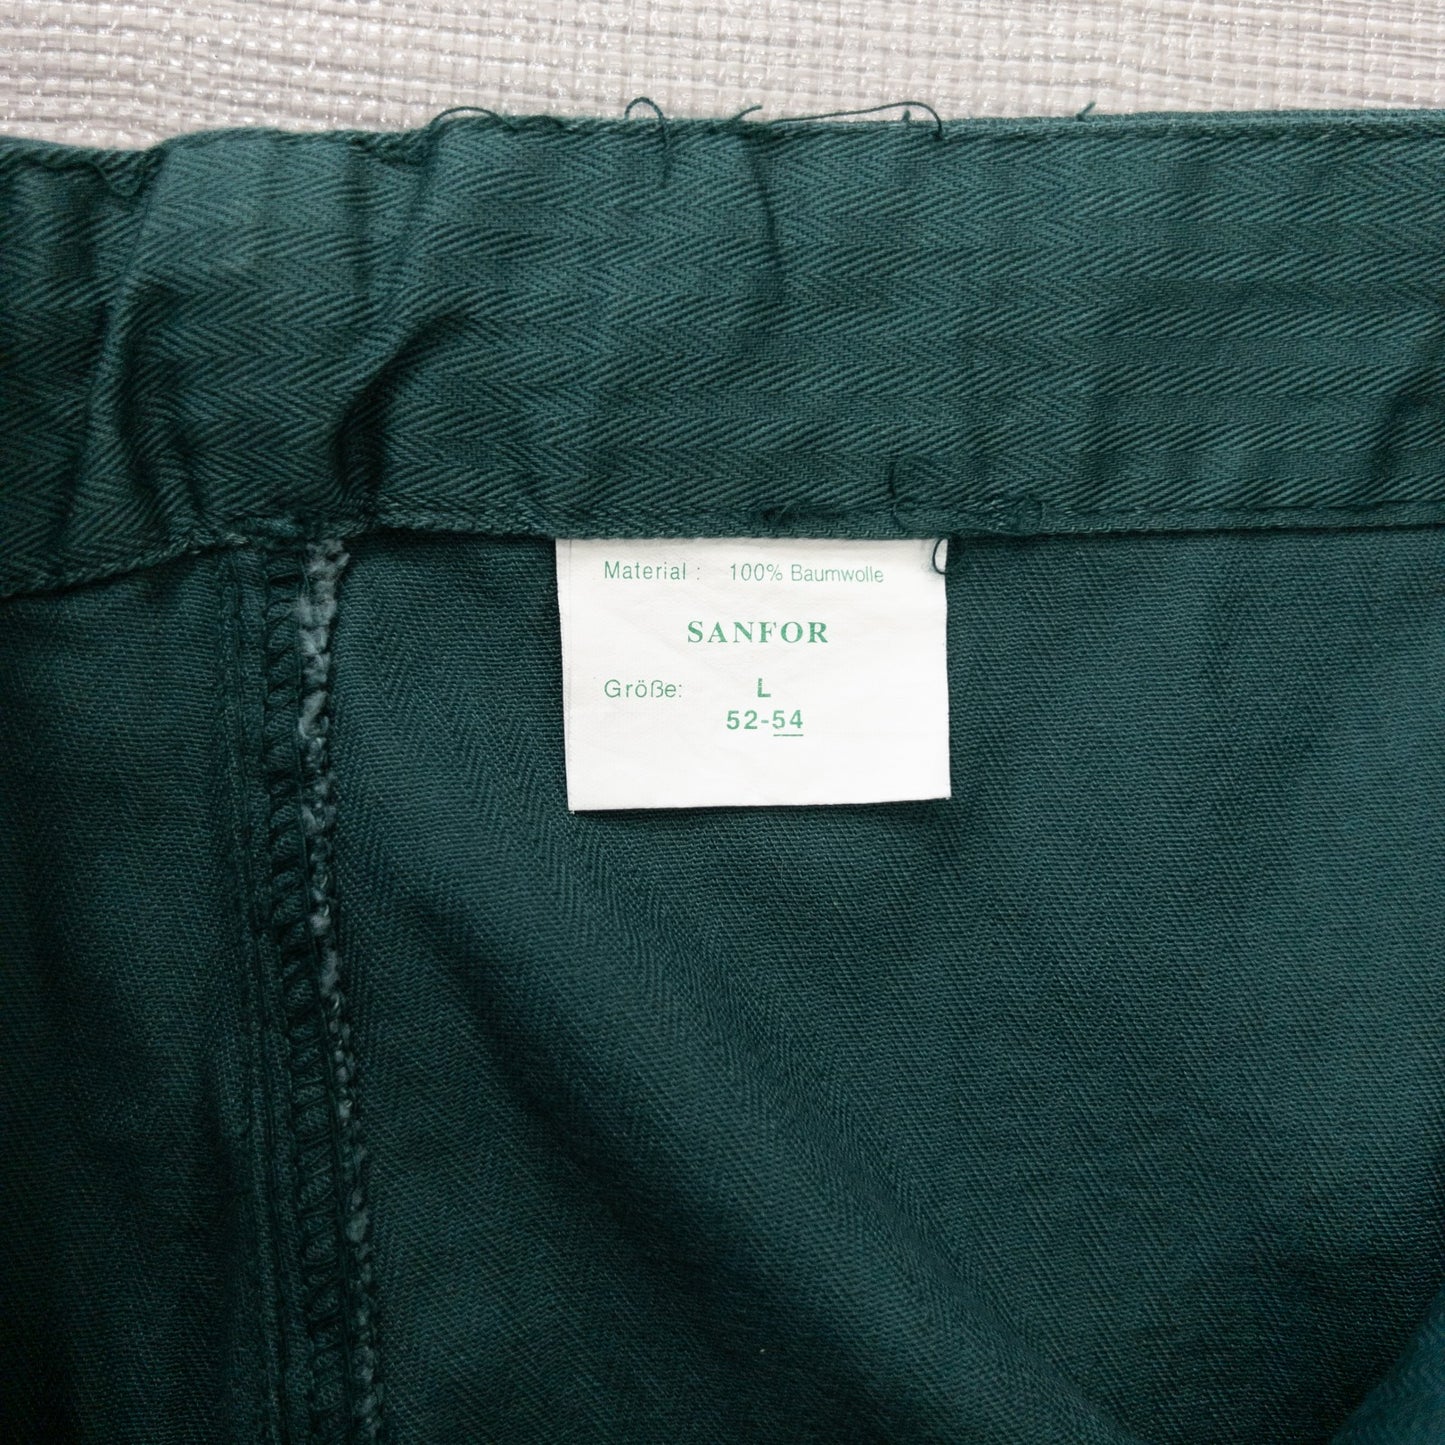 Material : 100% Baumwolle
SANFOR
Größe: L
52-54